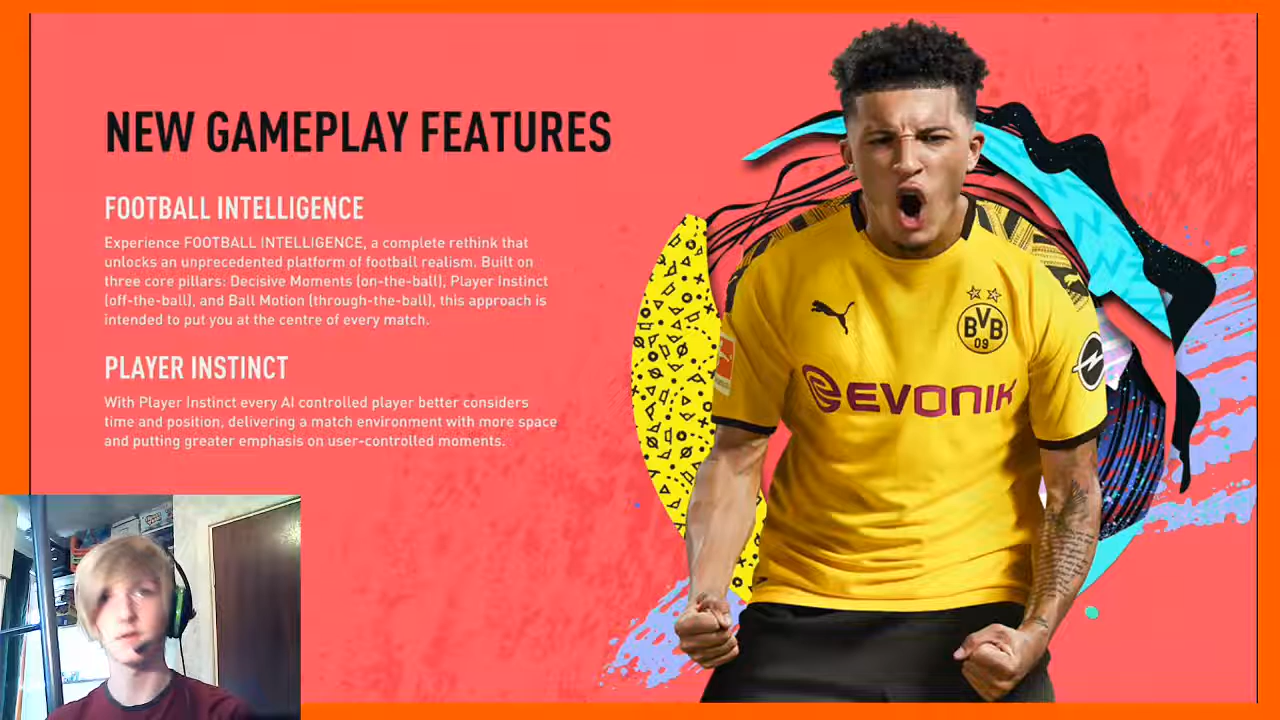 NEW GAMEPLAY FEATURES
FOOTBALL INTELLIGENCE
Experience FOOTBALL INTELLIGENCE, a complete rethink that
unlocks an unprecedented platform of football realism. Built on
three core pillars: Decisive Moments (on-the-ball), Player Instinct
(off-the-ball), and Ball Motion (through-the-ball), this approach is
intended to put you at the centre of every match.
PLAYER INSTINCT
With Player Instinct every AI controlled player better considers
time and position, delivering a match environment with more space
and putting greater emphasis on user-controlled moments.
BVB
09
EVONIK